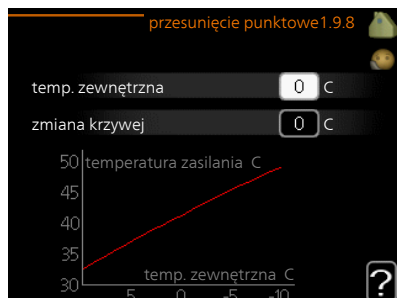 przesunięcie punktowe1.9.8
temp. zewnętrzna 0 C
zmiana krzywej 0 C
50 temperatura zasilania C
45
40
35
30 temp. zewnętrzna C
5 0 -5 -10
?